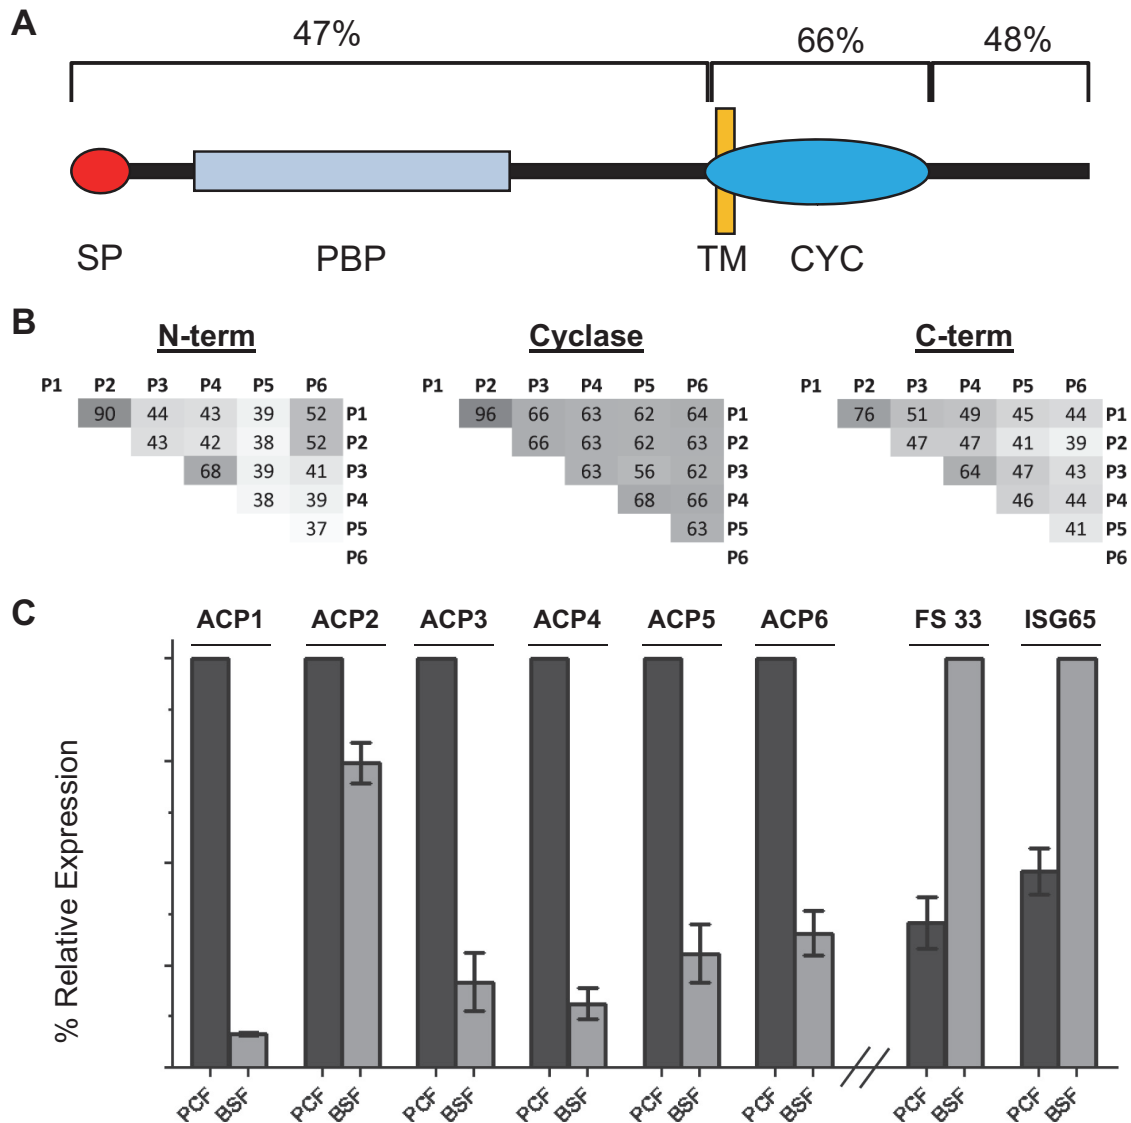 A
47% 66% 48%
SP PBP TM CYC
B
N-term Cyclase C-term
P1 P2 P3 P4 P5 P6 P1 P2 P3 P4 P5 P6 P1 P2 P3 P4 P5 P6
90 44 43 39 52 P1 96 66 63 62 64 P1 76 51 49 45 44 P1
43 42 38 52 P2 66 63 62 63 P2 47 47 41 39 P2
68 39 41 P3 63 56 62 P3 64 47 43 P3
38 39 P4 68 66 P4 46 44 P4
37 P5 63 P5 41 P5
P6 P6 P6
C
ACP1 ACP2 ACP3 ACP4 ACP5 ACP6 FS 33 ISG65
% Relative Expression
PCF BSF PCF BSF PCF BSF PCF BSF PCF BSF PCF BSF PCF BSF PCF BSF